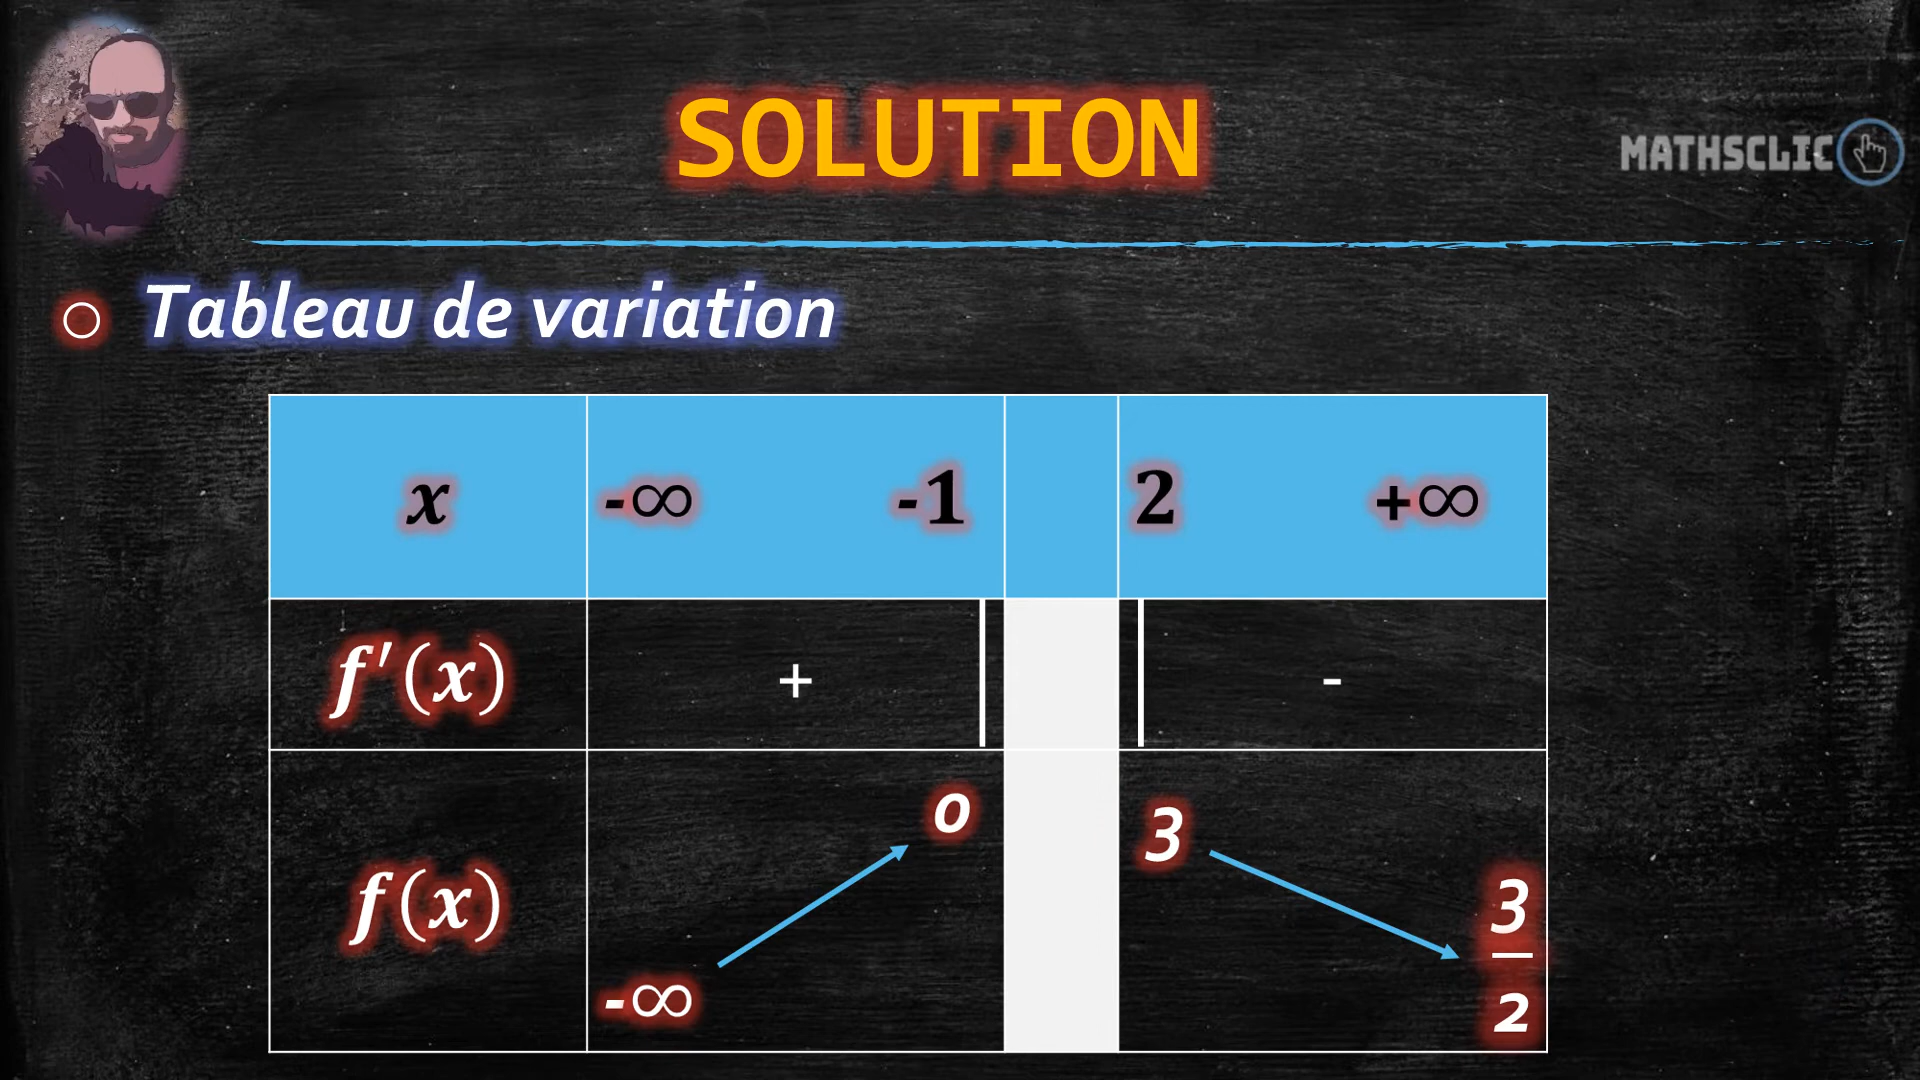 SOLUTION
MATHSCLIC
Tableau de variation
x -∞ -1 2 +∞
f′(x) + -
f(x) -∞ 0 3 3/2